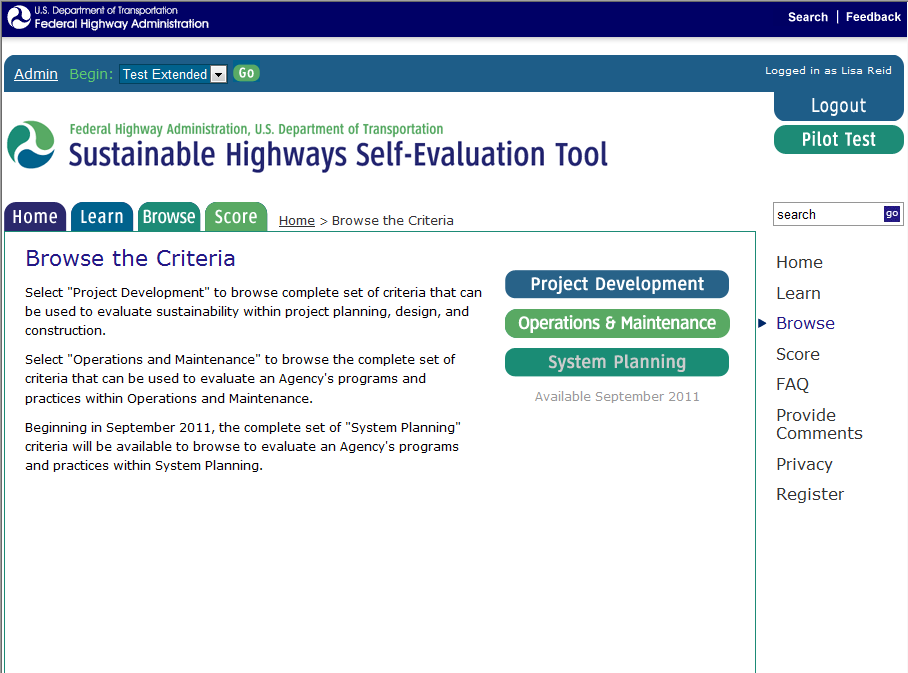 U.S. Department of Transportation
Federal Highway Administration
Search | Feedback
Admin Begin: Test Extended Go
Logged in as Lisa Reid
Logout
Pilot Test
Federal Highway Administration, U.S. Department of Transportation
Sustainable Highways Self-Evaluation Tool
Home Learn Browse Score Home > Browse the Criteria
search go
Browse the Criteria
Select "Project Development" to browse complete set of criteria that can
be used to evaluate sustainability within project planning, design, and
construction.
Select "Operations and Maintenance" to browse the complete set of
criteria that can be used to evaluate an Agency's programs and
practices within Operations and Maintenance.
Beginning in September 2011, the complete set of "System Planning"
criteria will be available to browse to evaluate an Agency's programs
and practices within System Planning.
Project Development
Operations & Maintenance
System Planning
Available September 2011
Home
Learn
Browse
Score
FAQ
Provide
Comments
Privacy
Register